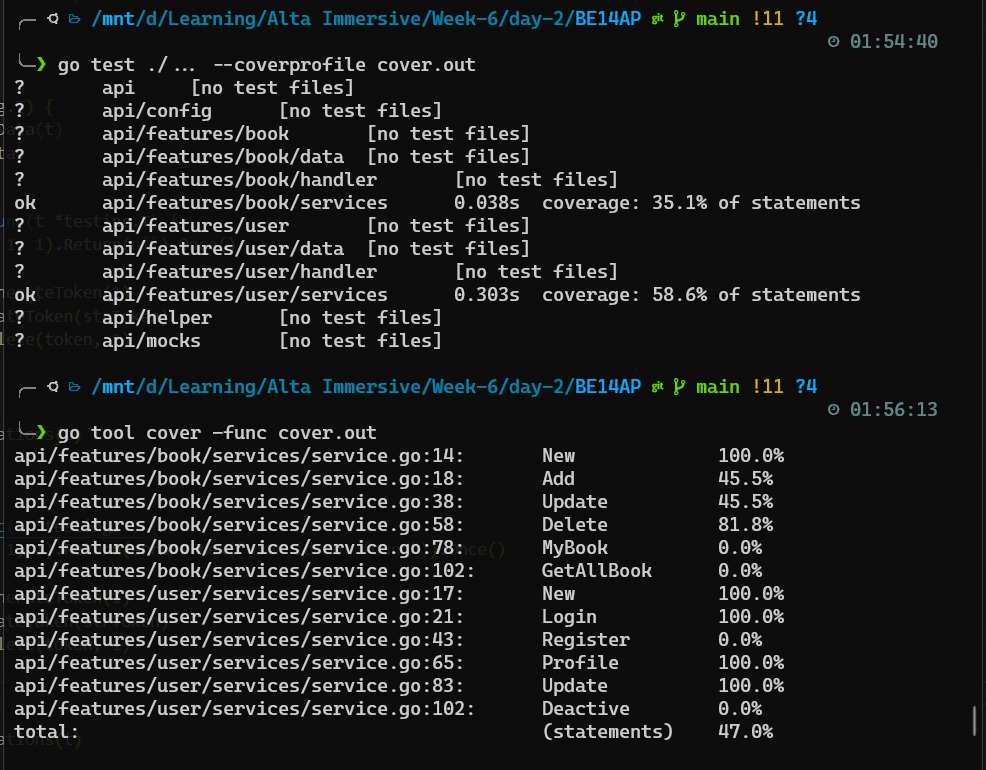 /mnt/d/Learning/Alta Immersive/Week-6/day-2/BE14AP main !11 ?4
01:54:40
❯ go test ./... --coverprofile cover.out
? api [no test files]
? api/config [no test files]
? api/features/book [no test files]
? api/features/book/data [no test files]
? api/features/book/handler [no test files]
ok api/features/book/services 0.038s coverage: 35.1% of statements
? api/features/user [no test files]
? api/features/user/data [no test files]
? api/features/user/handler [no test files]
ok api/features/user/services 0.303s coverage: 58.6% of statements
? api/helper [no test files]
? api/mocks [no test files]
/mnt/d/Learning/Alta Immersive/Week-6/day-2/BE14AP main !11 ?4
01:56:13
❯ go tool cover -func cover.out
api/features/book/services/service.go:14: New 100.0%
api/features/book/services/service.go:18: Add 45.5%
api/features/book/services/service.go:38: Update 45.5%
api/features/book/services/service.go:58: Delete 81.8%
api/features/book/services/service.go:78: MyBook 0.0%
api/features/book/services/service.go:102: GetAllBook 0.0%
api/features/user/services/service.go:17: New 100.0%
api/features/user/services/service.go:21: Login 100.0%
api/features/user/services/service.go:43: Register 0.0%
api/features/user/services/service.go:65: Profile 100.0%
api/features/user/services/service.go:83: Update 100.0%
api/features/user/services/service.go:102: Deactive 0.0%
total: (statements) 47.0%